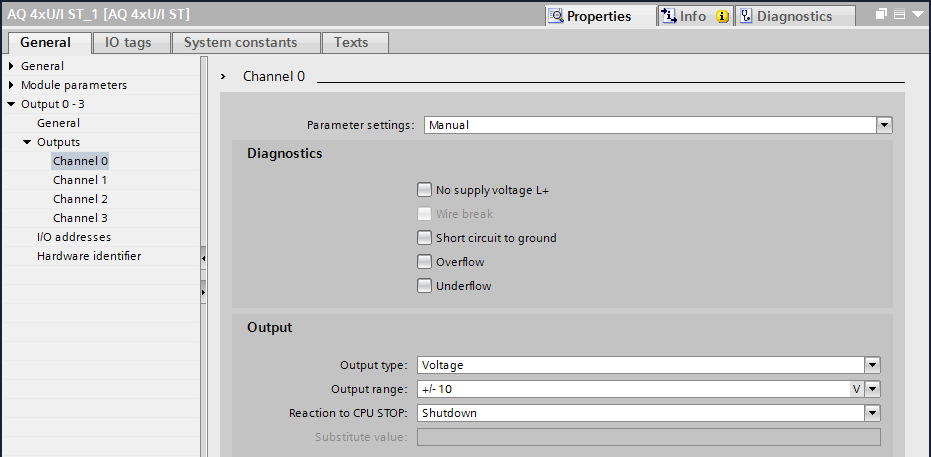 AQ 4xU/I ST_1 [AQ 4xU/I ST]
Properties Info Diagnostics
General IO tags System constants Texts
General
Module parameters
Output 0 - 3
General
Outputs
Channel 0
Channel 1
Channel 2
Channel 3
I/O addresses
Hardware identifier
Channel 0
Parameter settings: Manual
Diagnostics
No supply voltage L+
Wire break
Short circuit to ground
Overflow
Underflow
Output
Output type: Voltage
Output range: +/- 10 V
Reaction to CPU STOP: Shutdown
Substitute value: